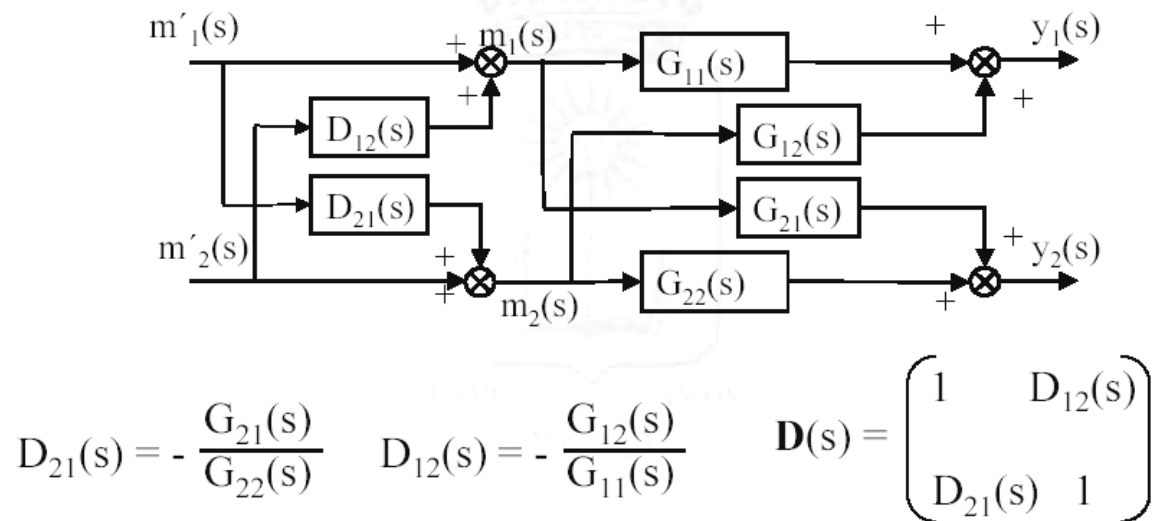 m´₁(s)
+
m₁(s)
G₁₁(s)
+
y₁(s)
+
D₁₂(s)
+
G₁₂(s)
D₂₁(s)
G₂₁(s)
m´₂(s)
+
+
m₂(s)
G₂₂(s)
+
y₂(s)
+
D₂₁(s) = - G₂₁(s) / G₂₂(s)
D₁₂(s) = - G₁₂(s) / G₁₁(s)
D(s) = ( 1 D₁₂(s)
D₂₁(s) 1 )